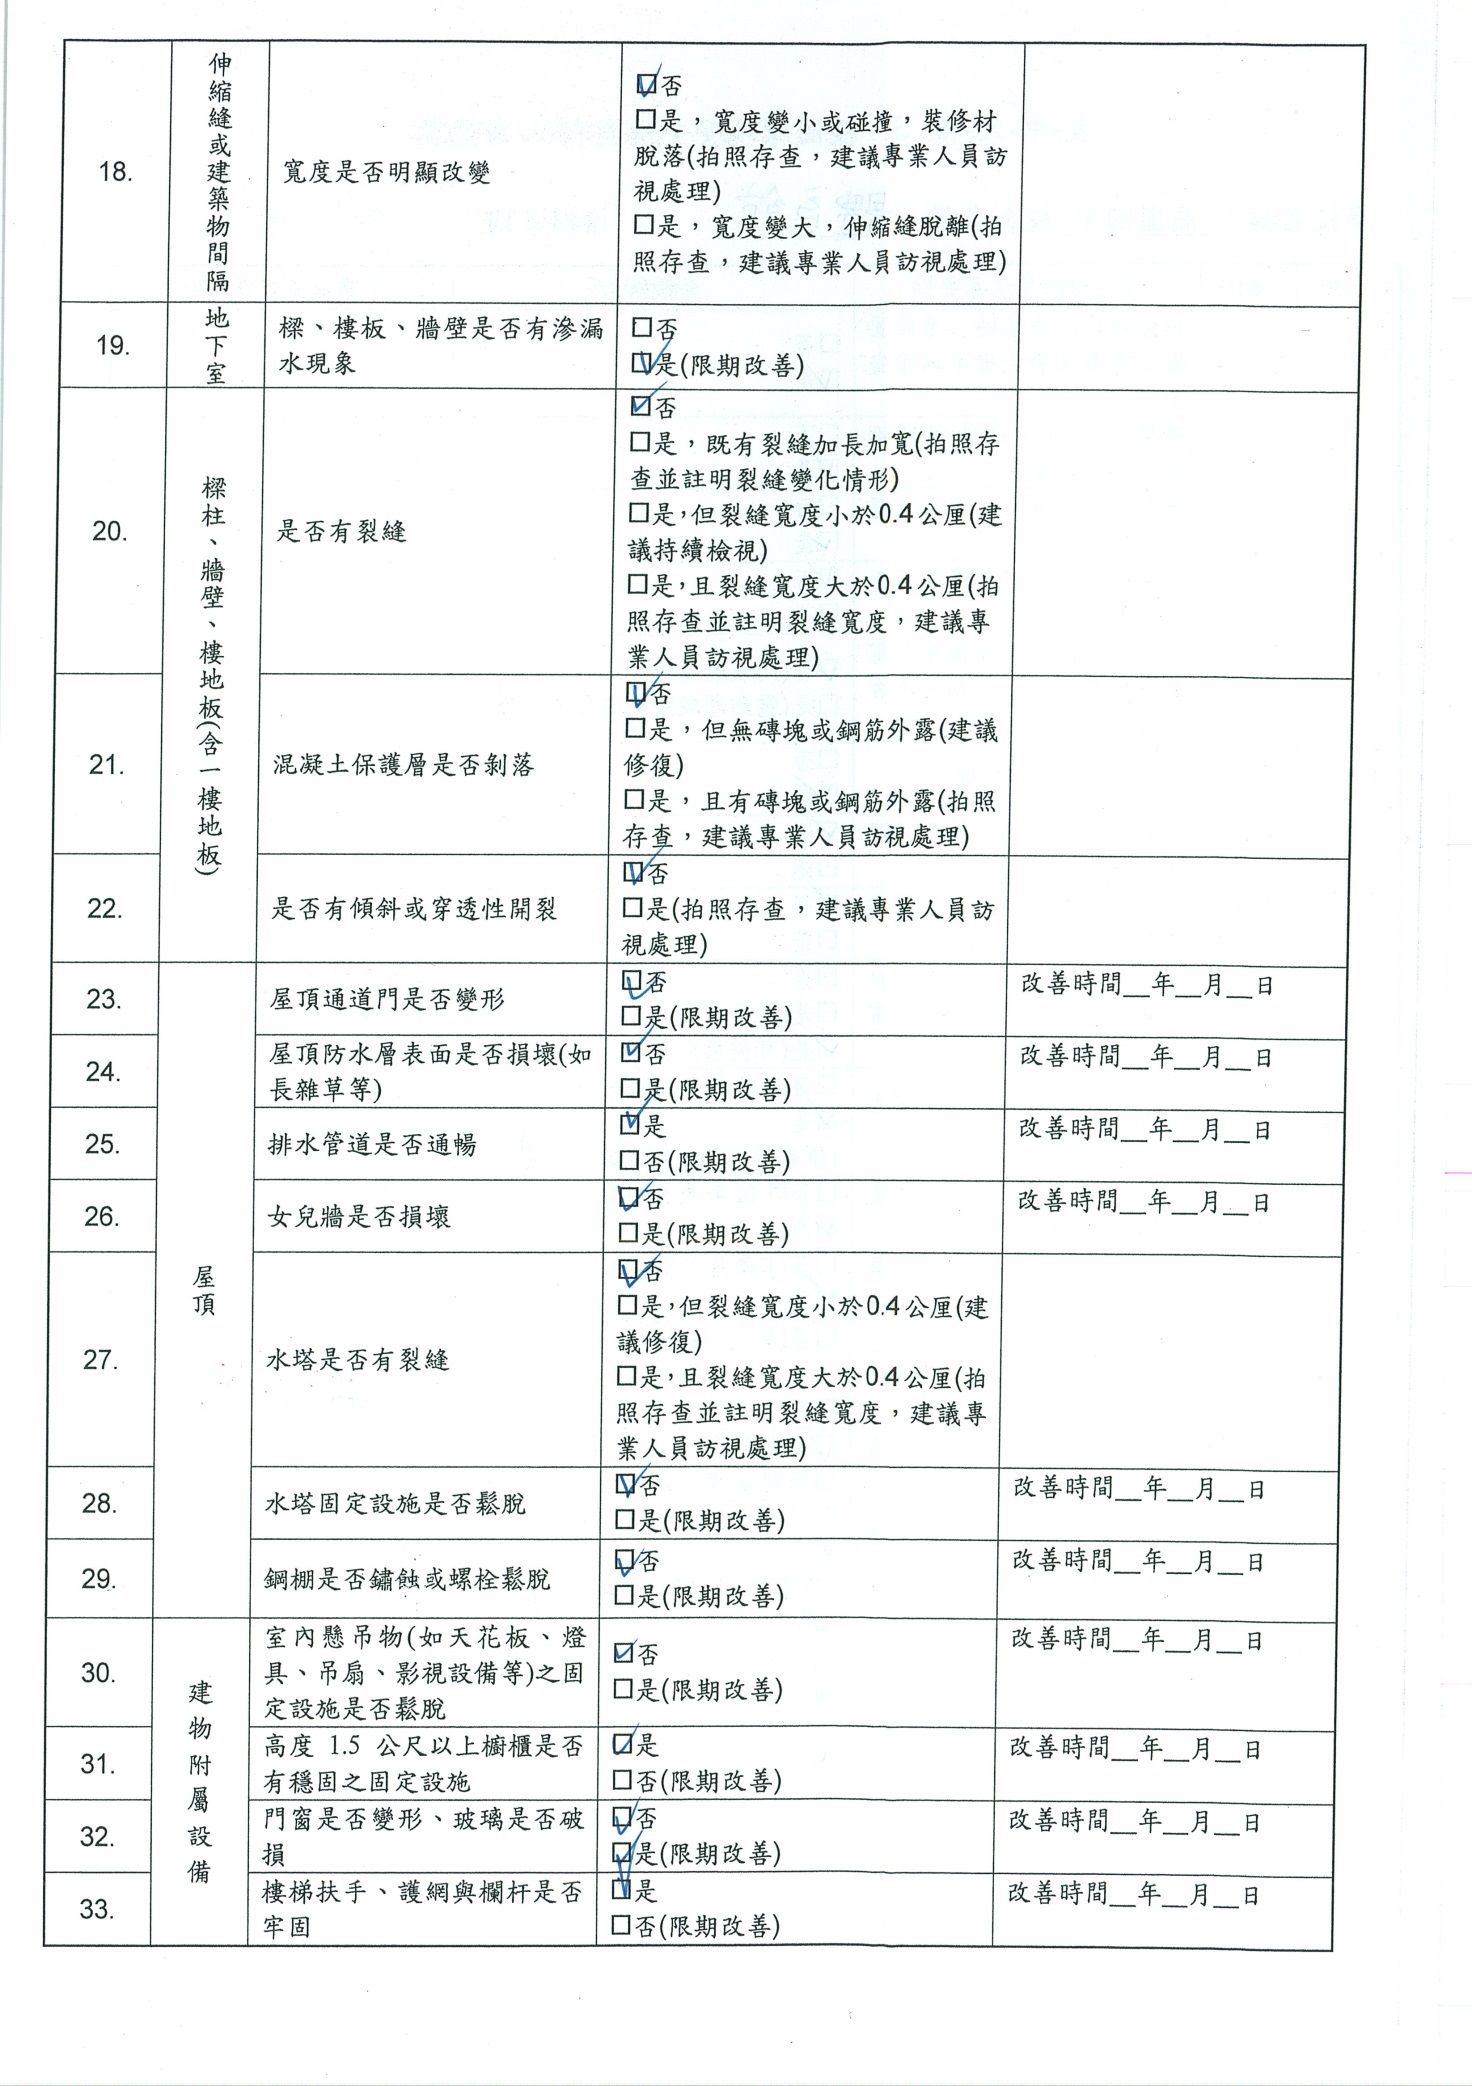 18.
伸縮縫或建築物間隔
寬度是否明顯改變
☑否
□是，寬度變小或碰撞，裝修材
脫落(拍照存查，建議專業人員訪
視處理)
□是，寬度變大，伸縮縫脫離(拍
照存查，建議專業人員訪視處理)
19.
地下室
樑、樓板、牆壁是否有滲漏
水現象
□否
☑是(限期改善)
20.
樑柱、牆壁、樓地板(含一樓地板)
是否有裂縫
☑否
□是，既有裂縫加長加寬(拍照存
查並註明裂縫變化情形)
□是，但裂縫寬度小於0.4公厘(建
議持續檢視)
□是，且裂縫寬度大於0.4公厘(拍
照存查並註明裂縫寬度，建議專
業人員訪視處理)
21.
混凝土保護層是否剝落
☑否
□是，但無磚塊或鋼筋外露(建議
修復)
□是，且有磚塊或鋼筋外露(拍照
存查，建議專業人員訪視處理)
22.
是否有傾斜或穿透性開裂
☑否
□是(拍照存查，建議專業人員訪
視處理)
23.
屋頂
屋頂通道門是否變形
☑否
□是(限期改善)
改善時間__年__月__日
24.
屋頂防水層表面是否損壞(如
長雜草等)
☑否
□是(限期改善)
改善時間__年__月__日
25.
排水管道是否通暢
☑是
□否(限期改善)
改善時間__年__月__日
26.
女兒牆是否損壞
☑否
□是(限期改善)
改善時間__年__月__日
27.
水塔是否有裂縫
☑否
□是，但裂縫寬度小於0.4公厘(建
議修復)
□是，且裂縫寬度大於0.4公厘(拍
照存查並註明裂縫寬度，建議專
業人員訪視處理)
28.
水塔固定設施是否鬆脫
☑否
□是(限期改善)
改善時間__年__月__日
29.
鋼棚是否鏽蝕或螺栓鬆脫
☑否
□是(限期改善)
改善時間__年__月__日
30.
建物附屬設備
室內懸吊物(如天花板、燈
具、吊扇、影視設備等)之固
定設施是否鬆脫
☑否
□是(限期改善)
改善時間__年__月__日
31.
高度 1.5 公尺以上櫥櫃是否
有穩固之固定設施
☑是
□否(限期改善)
改善時間__年__月__日
32.
門窗是否變形、玻璃是否破
損
☑否
☑是(限期改善)
改善時間__年__月__日
33.
樓梯扶手、護網與欄杆是否
牢固
☑是
□否(限期改善)
改善時間__年__月__日